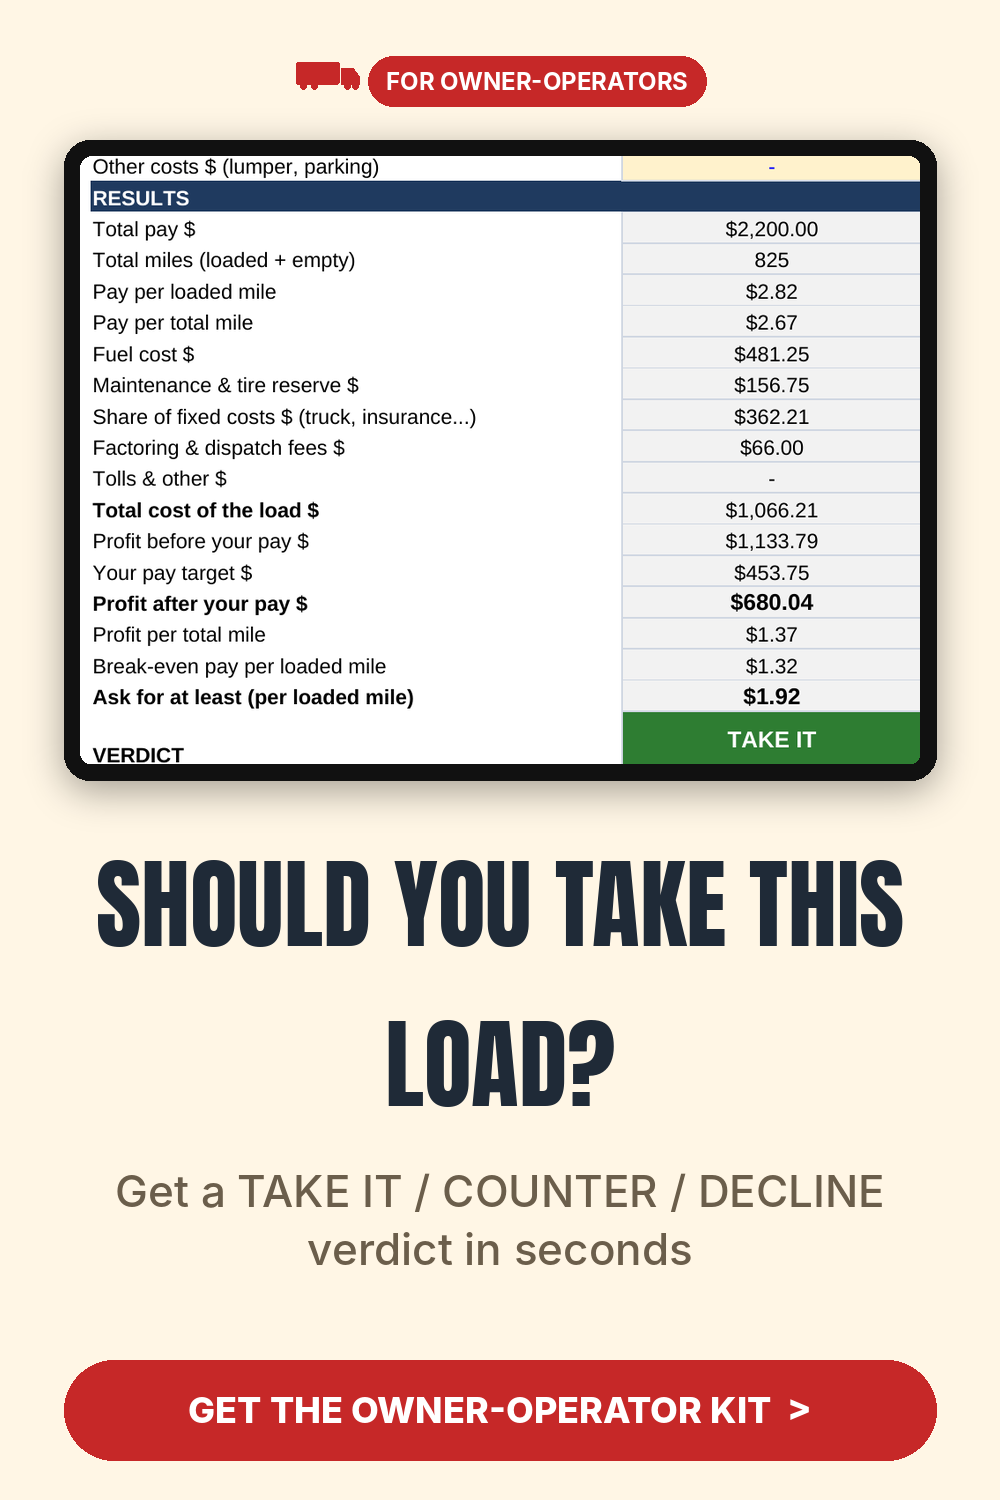 FOR OWNER-OPERATORS
Other costs $ (lumper, parking) -
RESULTS
Total pay $ $2,200.00
Total miles (loaded + empty) 825
Pay per loaded mile $2.82
Pay per total mile $2.67
Fuel cost $ $481.25
Maintenance & tire reserve $ $156.75
Share of fixed costs $ (truck, insurance...) $362.21
Factoring & dispatch fees $ $66.00
Tolls & other $ -
Total cost of the load $ $1,066.21
Profit before your pay $ $1,133.79
Your pay target $ $453.75
Profit after your pay $ $680.04
Profit per total mile $1.37
Break-even pay per loaded mile $1.32
Ask for at least (per loaded mile) $1.92
VERDICT TAKE IT
SHOULD YOU TAKE THIS
LOAD?
Get a TAKE IT / COUNTER / DECLINE
verdict in seconds
GET THE OWNER-OPERATOR KIT >